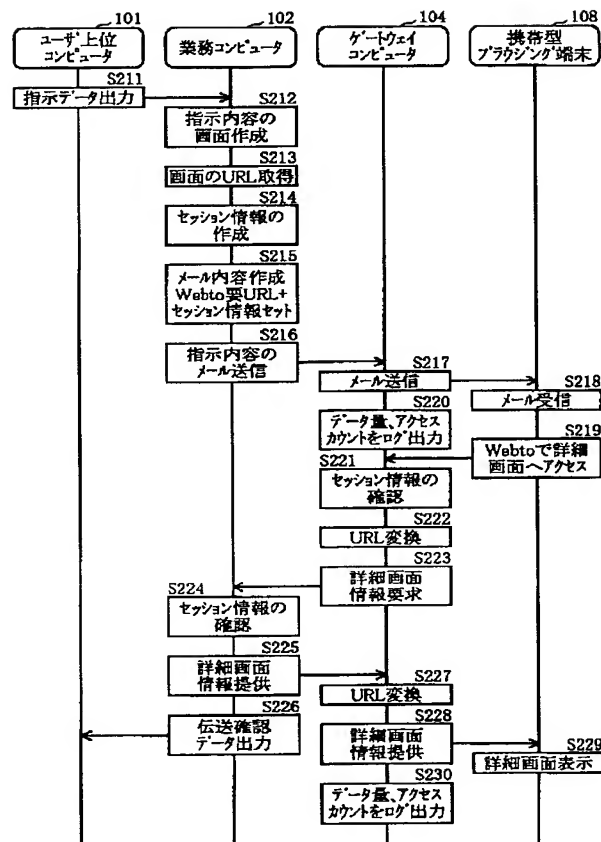 101
102
104
108
ユーザ上位
コンピュータ
業務コンピュータ
ゲートウェイ
コンピュータ
携帯型
ブラウジング端末
S211
指示データ出力
S212
指示内容の
画面作成
S213
画面のURL取得
S214
セッション情報の
作成
S215
メール内容作成
Webto要URL+
セッション情報セット
S216
指示内容の
メール送信
S217
メール送信
S218
メール受信
S220
データ量、アクセス
カウントをログ出力
S219
Webtoで詳細
画面へアクセス
S221
セッション情報の
確認
S222
URL変換
S223
詳細画面
情報要求
S224
セッション情報の
確認
S225
詳細画面
情報提供
S227
URL変換
S226
伝送確認
データ出力
S228
詳細画面
情報提供
S229
詳細画面表示
S230
データ量、アクセス
カウントをログ出力